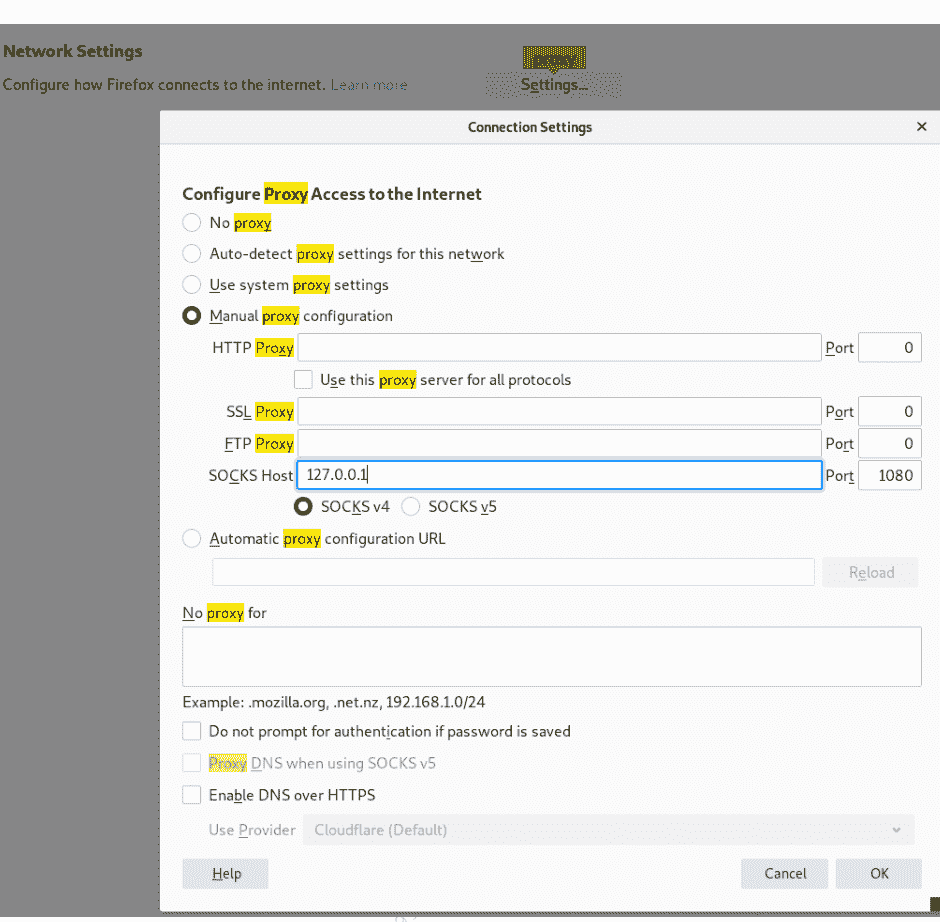 Network Settings
proxy
Configure how Firefox connects to the internet. Learn more Settings...
Connection Settings ×
Configure Proxy Access to the Internet
No proxy
Auto-detect proxy settings for this network
Use system proxy settings
Manual proxy configuration
HTTP Proxy Port 0
Use this proxy server for all protocols
SSL Proxy Port 0
FTP Proxy Port 0
SOCKS Host 127.0.0.1 Port 1080
SOCKS v4 SOCKS v5
Automatic proxy configuration URL
Reload
No proxy for
Example: .mozilla.org, .net.nz, 192.168.1.0/24
Do not prompt for authentication if password is saved
Proxy DNS when using SOCKS v5
Enable DNS over HTTPS
Use Provider Cloudflare (Default)
Help Cancel OK